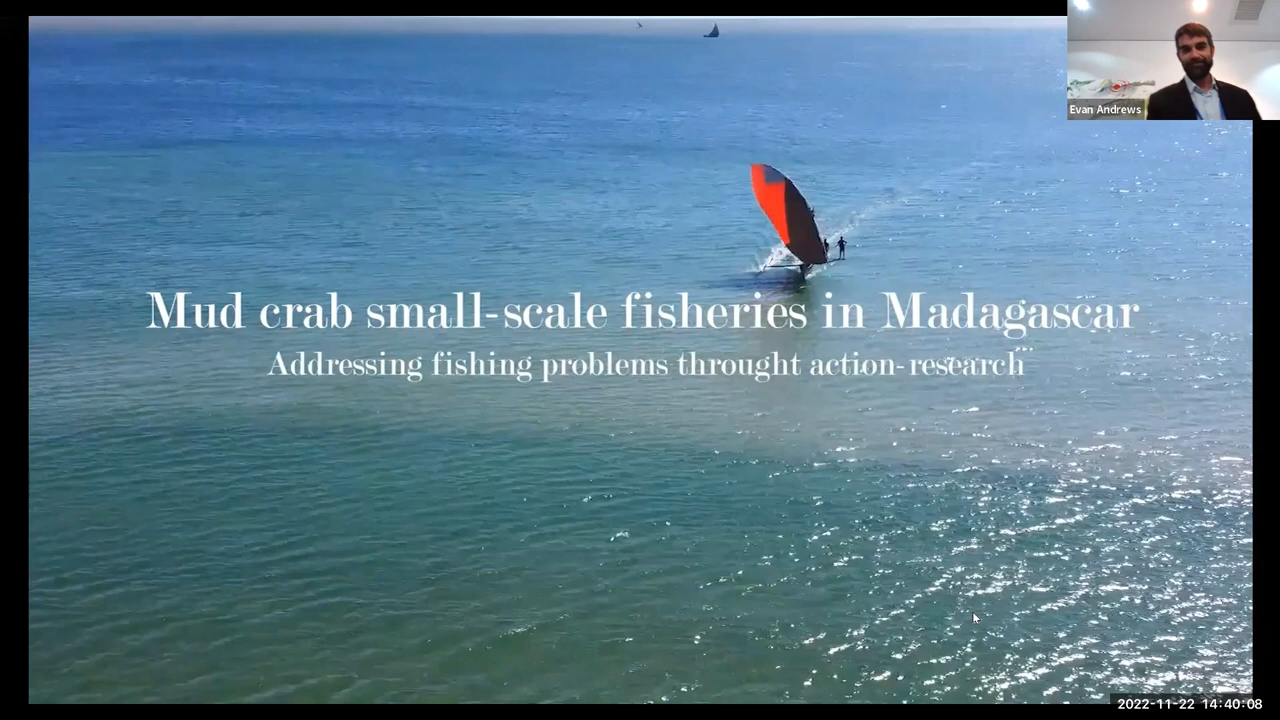 Evan Andrews
Mud crab small-scale fisheries in Madagascar
Addressing fishing problems throught action-research
2022-11-22 14:40:08